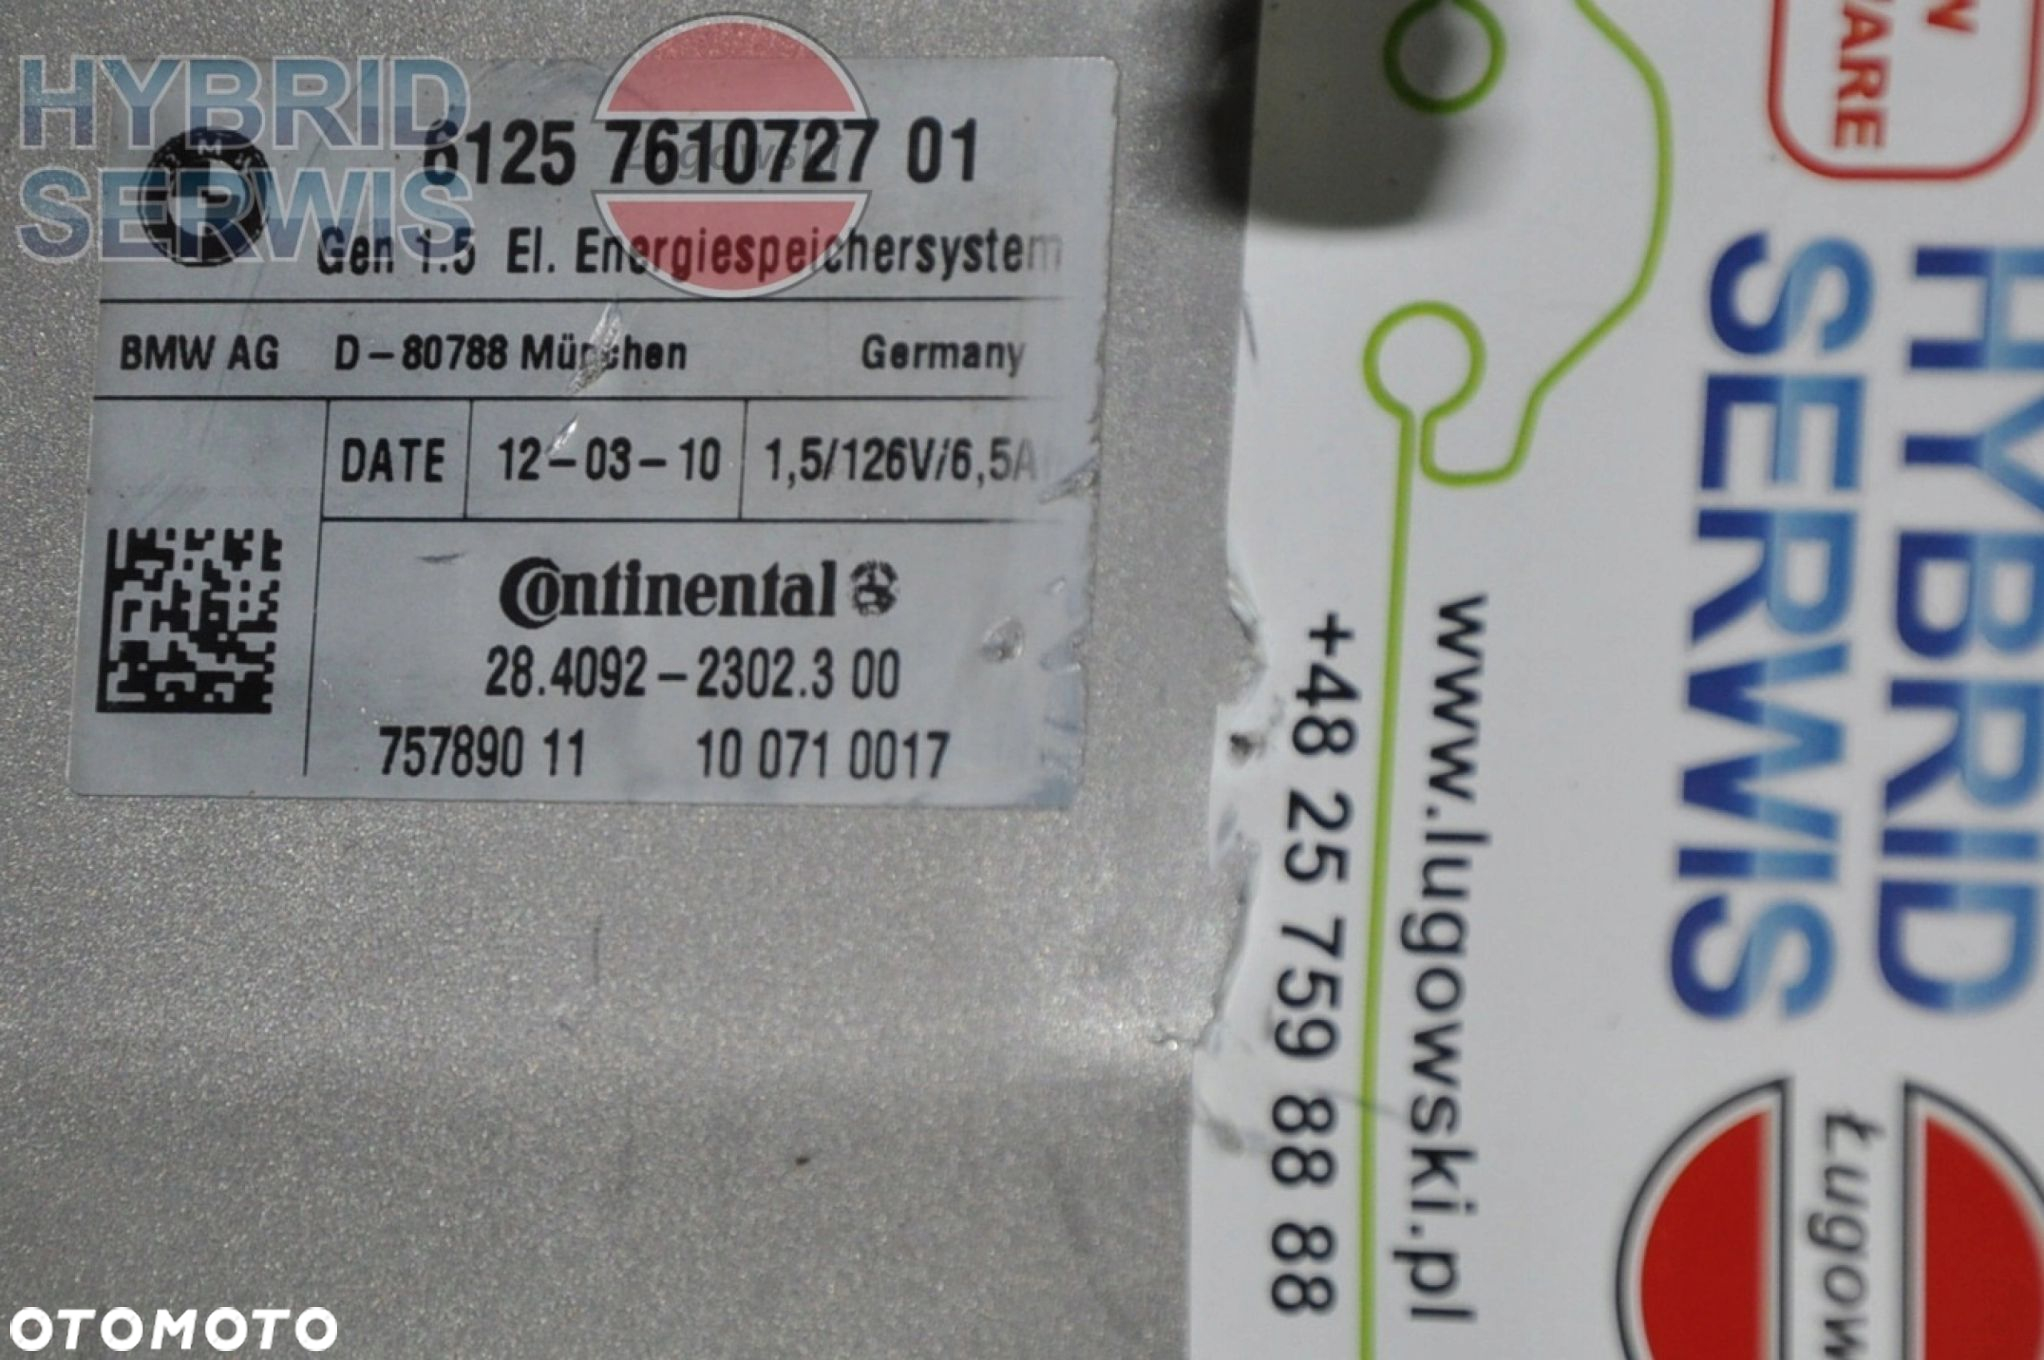 HYBRID
SERWIS
Ługowski
6125 7610727 01
Gen 1.5 El. Energiespeichersystem
BMW AG D-80788 München Germany
DATE 12-03-10 1,5/126V/6,5Ah
Continental
28.4092-2302.3 00
757890 11 10 071 0017
HYBRID
SERWIS
www.lugowski.pl
+48 25 759 88 88
OTOMOTO